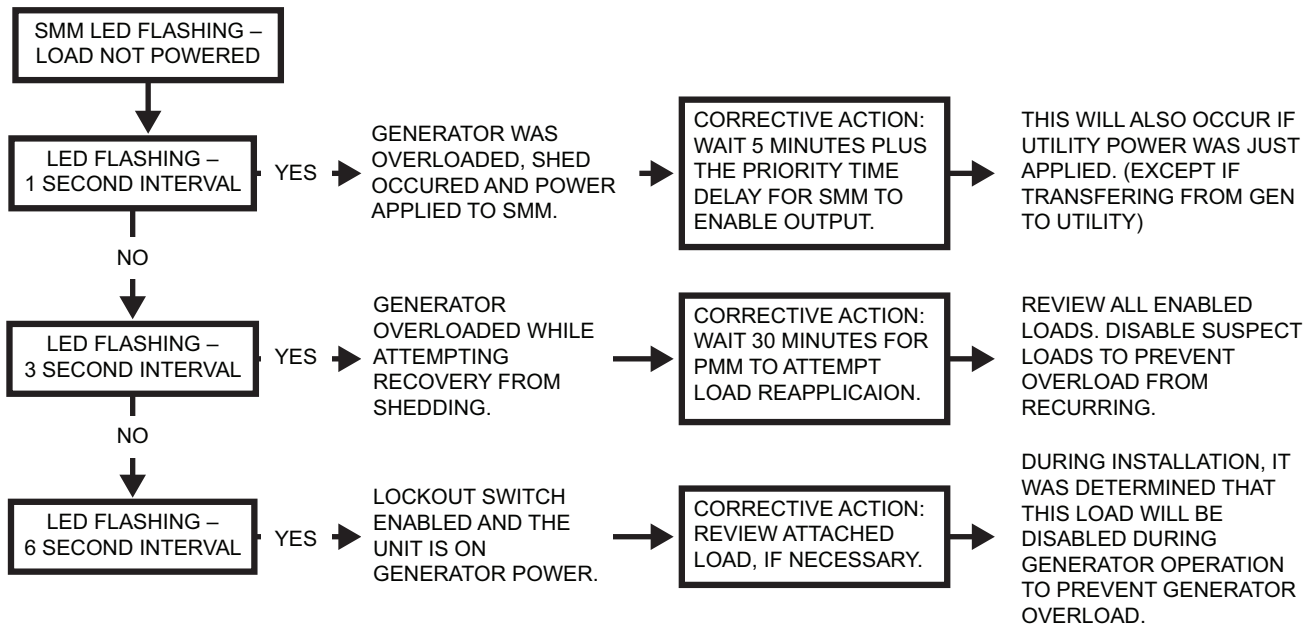 SMM LED FLASHING –
LOAD NOT POWERED
LED FLASHING –
1 SECOND INTERVAL
YES
GENERATOR WAS
OVERLOADED, SHED
OCCURED AND POWER
APPLIED TO SMM.
CORRECTIVE ACTION:
WAIT 5 MINUTES PLUS
THE PRIORITY TIME
DELAY FOR SMM TO
ENABLE OUTPUT.
THIS WILL ALSO OCCUR IF
UTILITY POWER WAS JUST
APPLIED. (EXCEPT IF
TRANSFERING FROM GEN
TO UTILITY)
NO
LED FLASHING –
3 SECOND INTERVAL
YES
GENERATOR
OVERLOADED WHILE
ATTEMPTING
RECOVERY FROM
SHEDDING.
CORRECTIVE ACTION:
WAIT 30 MINUTES FOR
PMM TO ATTEMPT
LOAD REAPPLICAION.
REVIEW ALL ENABLED
LOADS. DISABLE SUSPECT
LOADS TO PREVENT
OVERLOAD FROM
RECURRING.
NO
LED FLASHING –
6 SECOND INTERVAL
YES
LOCKOUT SWITCH
ENABLED AND THE
UNIT IS ON
GENERATOR POWER.
CORRECTIVE ACTION:
REVIEW ATTACHED
LOAD, IF NECESSARY.
DURING INSTALLATION, IT
WAS DETERMINED THAT
THIS LOAD WILL BE
DISABLED DURING
GENERATOR OPERATION
TO PREVENT GENERATOR
OVERLOAD.